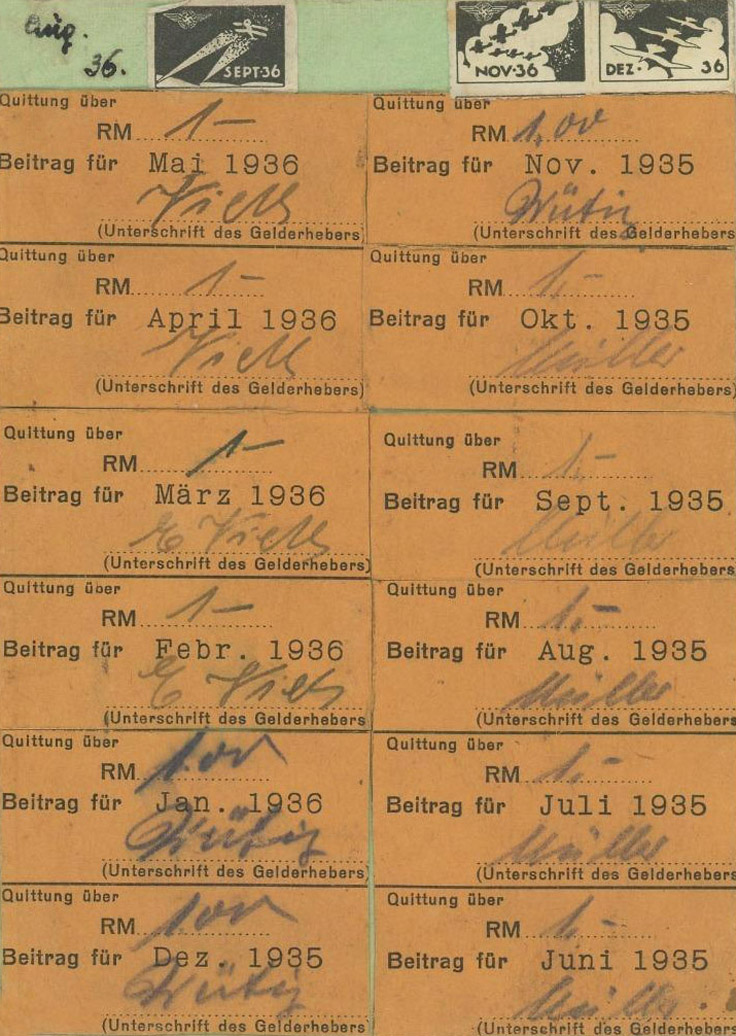 Aug.
36.
SEPT·36
NOV·36
DEZ· 36
Quittung über
RM 1-
Beitrag für Mai 1936
(Unterschrift des Gelderhebers)
Quittung über
RM 1-
Beitrag für April 1936
(Unterschrift des Gelderhebers)
Quittung über
RM 1-
Beitrag für März 1936
(Unterschrift des Gelderhebers)
Quittung über
RM 1-
Beitrag für Febr. 1936
(Unterschrift des Gelderhebers
Quittung über
RM 1.00
Beitrag für Jan. 1936
(Unterschrift des Gelderhebers)
Quittung über
RM 1.00
Beitrag für Dez. 1935
(Unterschrift des Gelderhebers)
Quittung über
RM 1,00
Beitrag für Nov. 1935
(Unterschrift des Gelderhebers
Quittung über
RM 1.-
Beitrag für Okt. 1935
Müller
(Unterschrift des Gelderhebers)
Quittung über
RM 1.-
Beitrag für Sept. 1935
Müller
(Unterschrift des Gelderhebers
Quittung über
RM 1.-
Beitrag für Aug. 1935
Müller
(Unterschrift des Gelderhebers
Quittung über
RM 1.-
Beitrag für Juli 1935
Müller
(Unterschrift des Gelderhebers
Quittung über
RM 1.-
Beitrag für Juni 1935
Müller
(Unterschrift des Gelderhebers